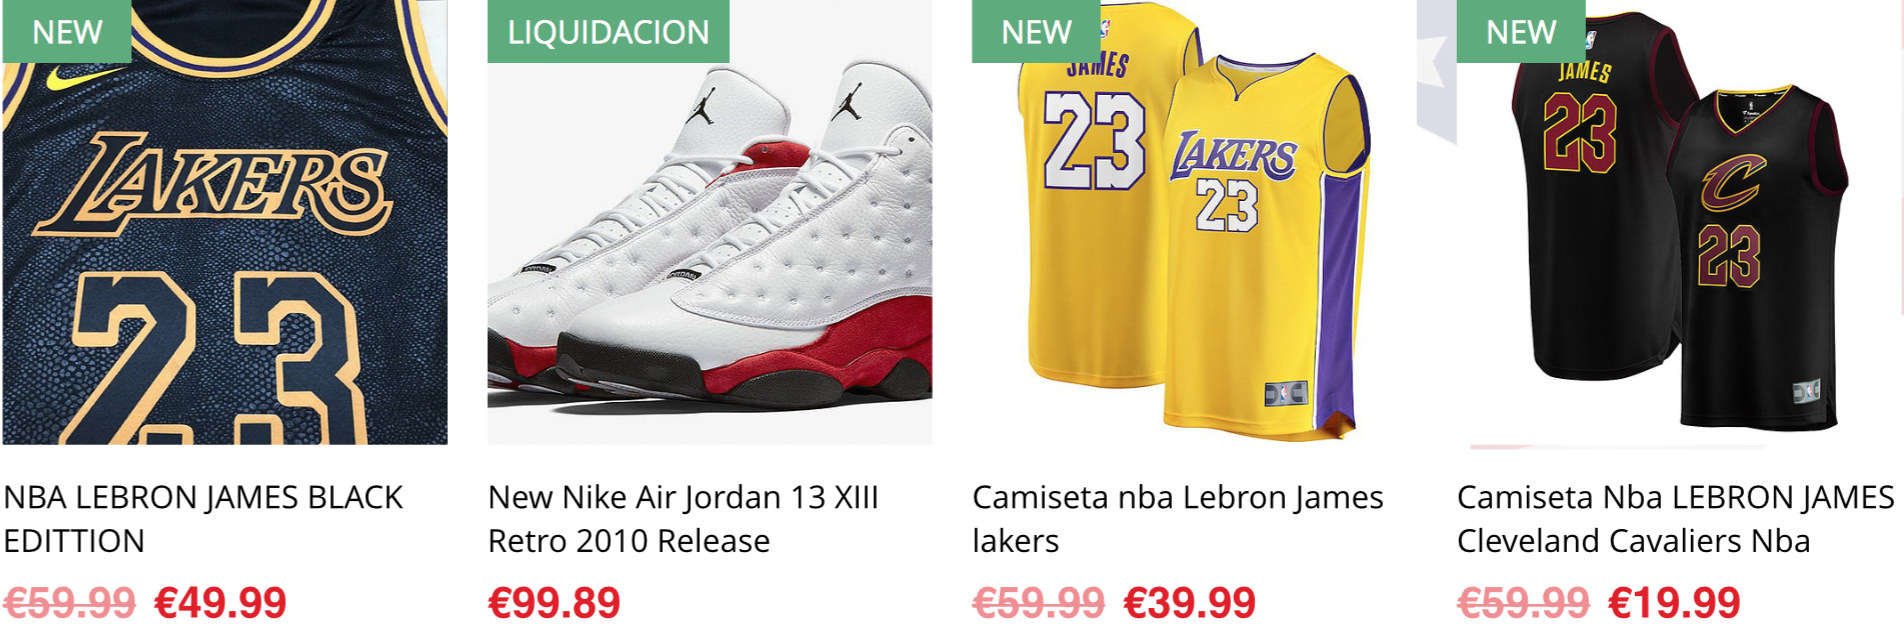 NEW
LAKERS
23
NBA LEBRON JAMES BLACK
EDITTION
€59.99 €49.99
LIQUIDACION
New Nike Air Jordan 13 XIII
Retro 2010 Release
€99.89
NEW
JAMES
23
LAKERS
23
Camiseta nba Lebron James
lakers
€59.99 €39.99
NEW
JAMES
23
C
23
Camiseta Nba LEBRON JAMES
Cleveland Cavaliers Nba
€59.99 €19.99